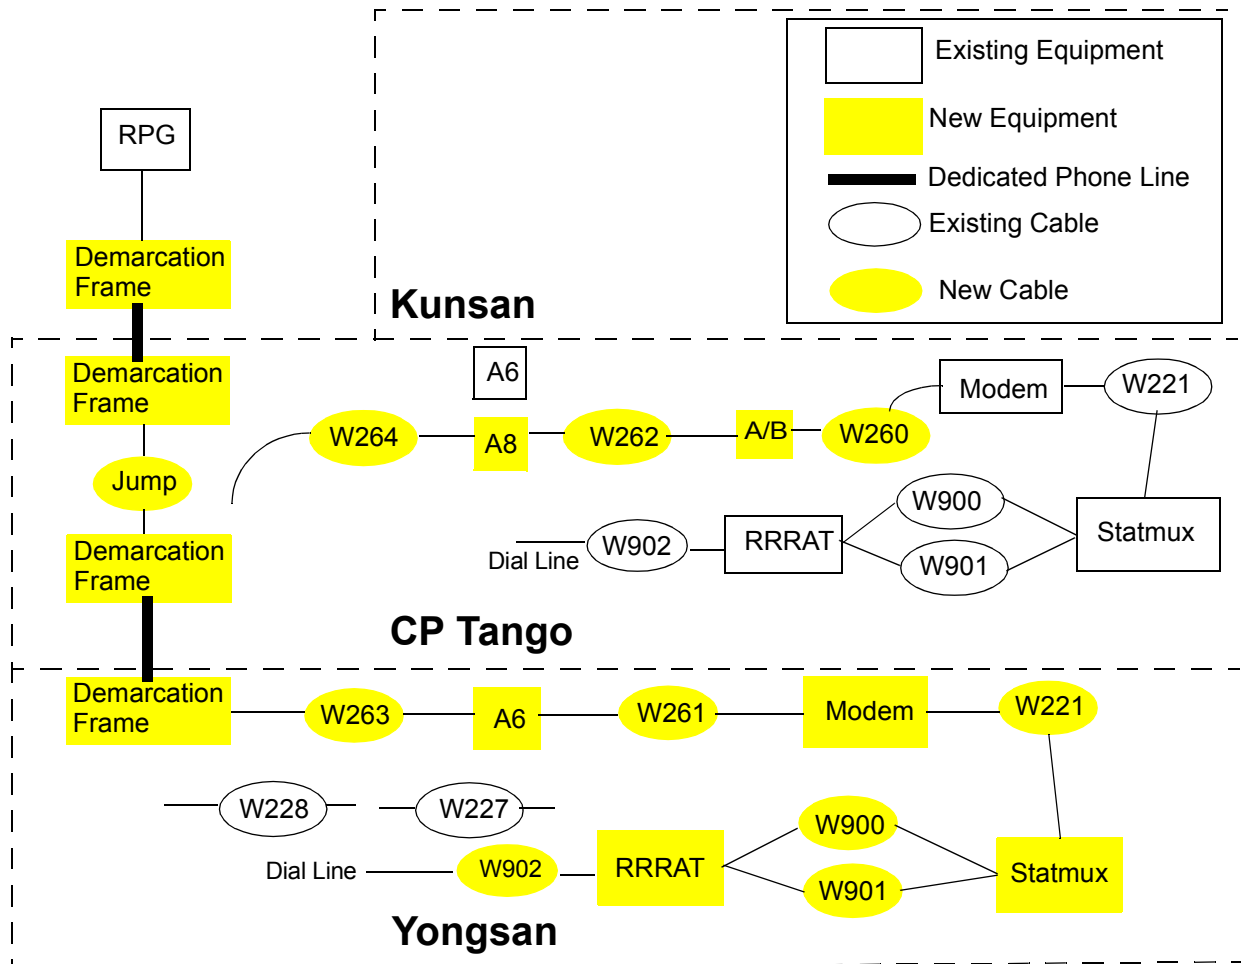 Existing Equipment
New Equipment
Dedicated Phone Line
Existing Cable
New Cable
RPG
Demarcation
Frame
Kunsan
Demarcation
Frame
A6
Modem
W221
W264
A8
W262
A/B
W260
Jump
W900
Demarcation
Frame
Dial Line
W902
RRRAT
W901
Statmux
CP Tango
Demarcation
Frame
W263
A6
W261
Modem
W221
W228
W227
W900
Dial Line
W902
RRRAT
W901
Statmux
Yongsan